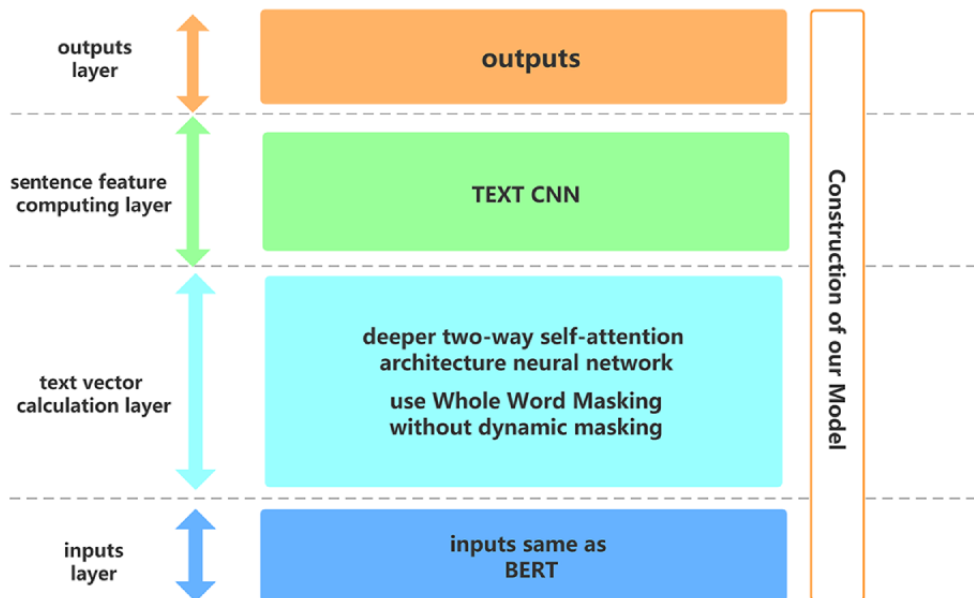 outputs
layer
outputs
sentence feature
computing layer
TEXT CNN
text vector
calculation layer
deeper two-way self-attention
architecture neural network
use Whole Word Masking
without dynamic masking
inputs
layer
inputs same as
BERT
Construction of our Model